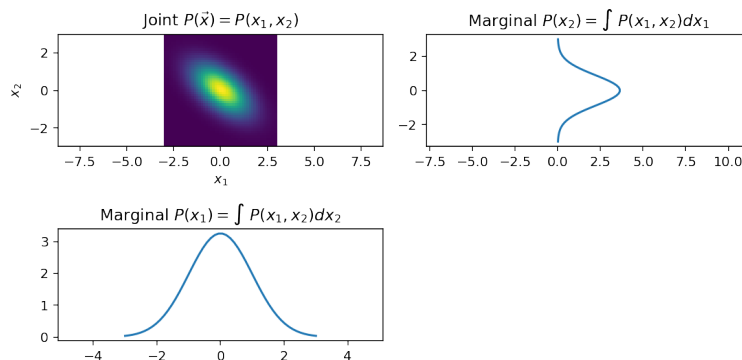 Joint P(x⃗) = P(x₁, x₂)
x₂
2
0
−2
−7.5 −5.0 −2.5 0.0 2.5 5.0 7.5
x₁
Marginal P(x₂) = ∫ P(x₁, x₂)dx₁
2
0
−2
−7.5 −5.0 −2.5 0.0 2.5 5.0 7.5 10.0
Marginal P(x₁) = ∫ P(x₁, x₂)dx₂
3
2
1
0
−4 −2 0 2 4